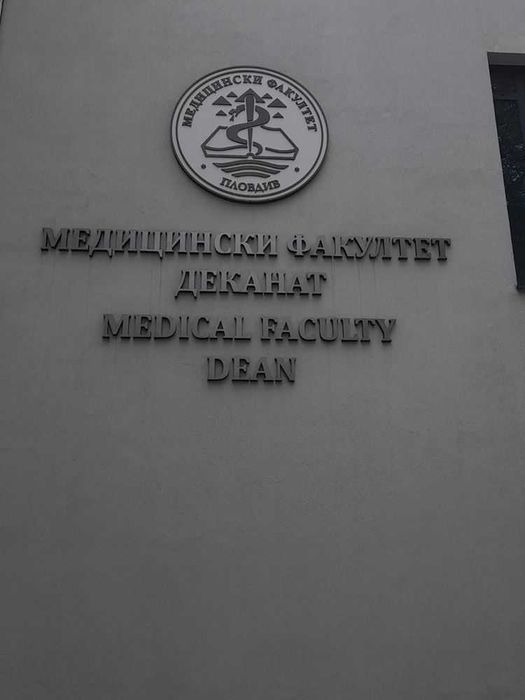 МЕДИЦИНСКИ ФАКУЛТЕТ
ПЛОВДИВ
МЕДИЦИНСКИ ФАКУЛТЕТ
ДЕКАНАТ
MEDICAL FACULTY
DEAN